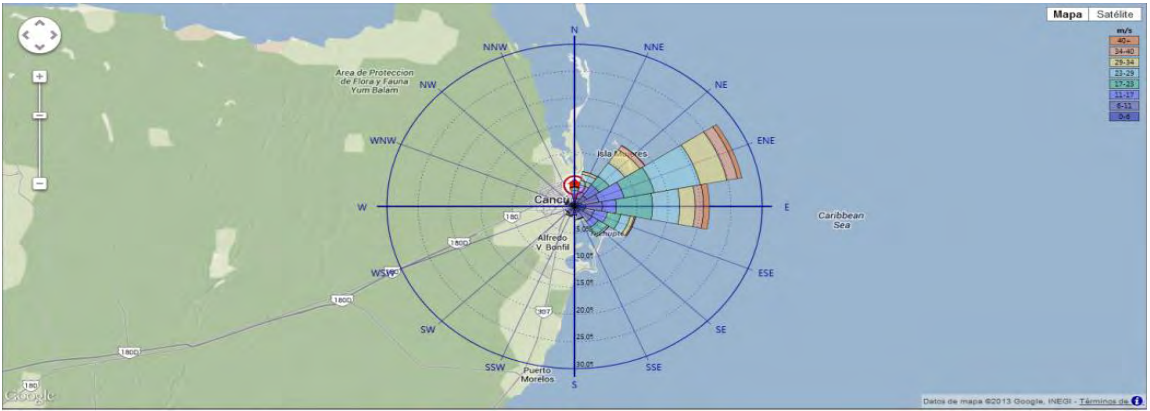 Mapa Satélite
m/s
40+
34-40
29-34
23-29
17-23
11-17
6-11
0-6
N
NNW
NNE
Area de Proteccion
de Flora y Fauna
Yum Balam
NW
NE
WNW
ENE
Isla Mujeres
W
E
180
180D
Caribbean
Sea
Alfredo
V. Bonfil
WSW
ESE
180D
15.0%
307
20.0%
SW
SE
180D
25.0%
SSW
SSE
30.0%
Puerto
Morelos
S
180
Google
Datos de mapa ©2013 Google, INEGI - Términos de